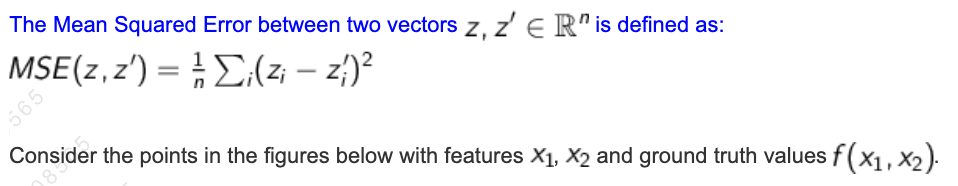 The Mean Squared Error between two vectors z, z′ ∈ ℝⁿ is defined as:
MSE(z, z′) = 1/n ∑ᵢ(zᵢ − z′ᵢ)²
565
Consider the points in the figures below with features x₁, x₂ and ground truth values f(x₁, x₂).